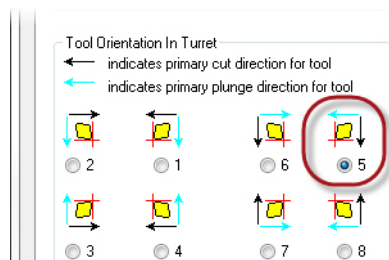 Tool Orientation In Turret
indicates primary cut direction for tool
indicates primary plunge direction for tool
2 1 6 5
3 4 7 8